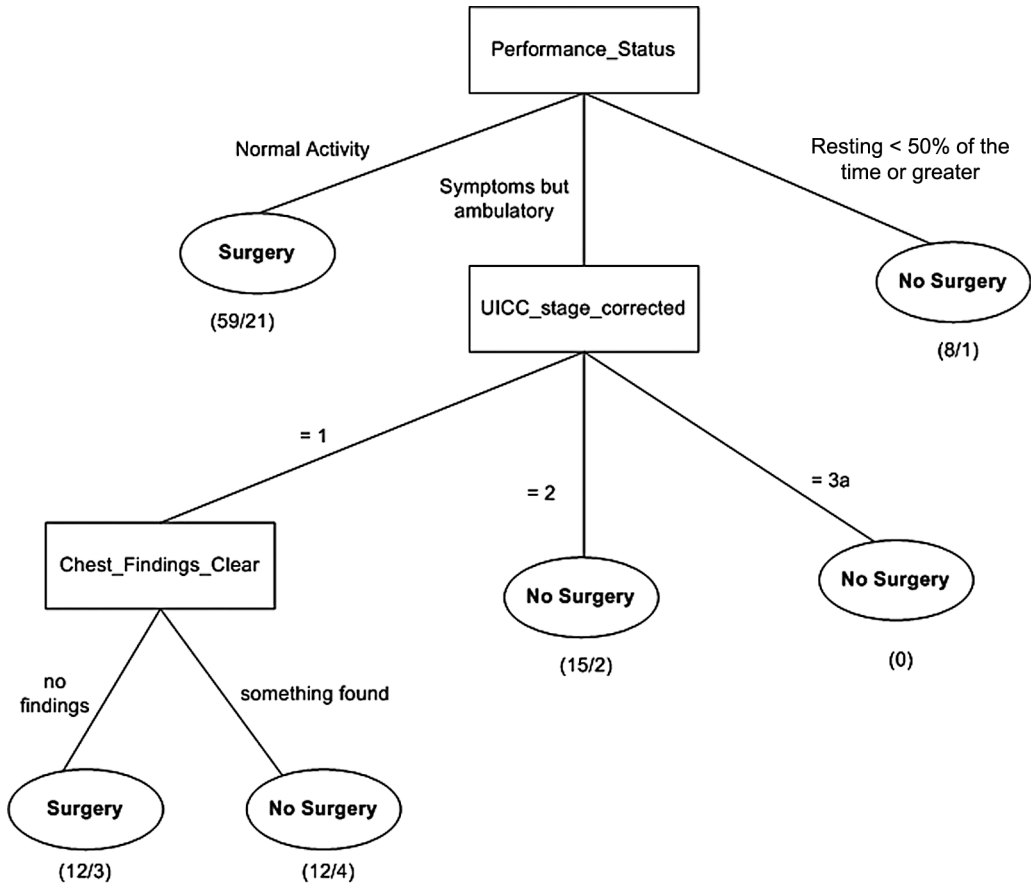 Performance_Status
Normal Activity
Symptoms but
ambulatory
Resting < 50% of the
time or greater
Surgery
(59/21)
UICC_stage_corrected
No Surgery
(8/1)
= 1
= 2
= 3a
Chest_Findings_Clear
No Surgery
(15/2)
No Surgery
(0)
no
findings
something found
Surgery
(12/3)
No Surgery
(12/4)